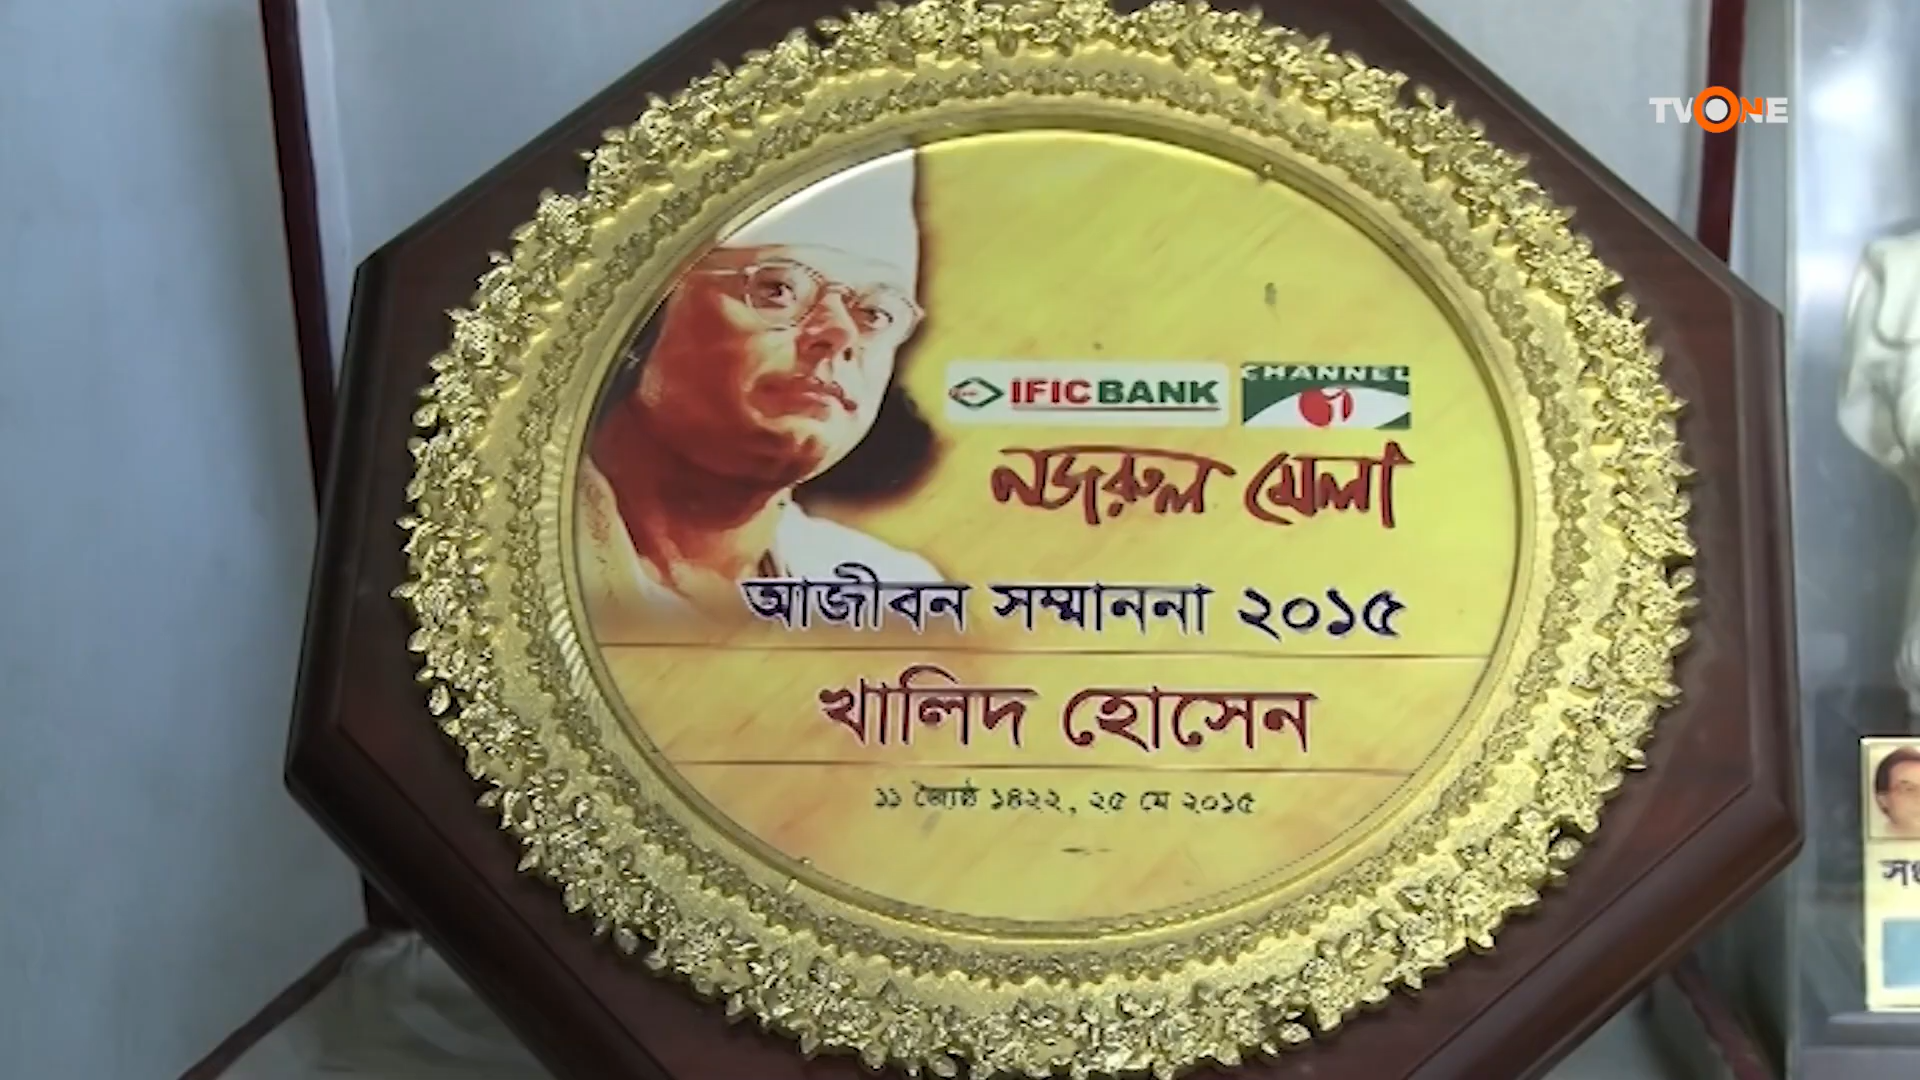 TVONE
IFIC BANK CHANNEL i
নজরুল মেলা
আজীবন সম্মাননা ২০১৫
খালিদ হোসেন
১১ জ্যৈষ্ঠ ১৪২২, ২৫ মে ২০১৫